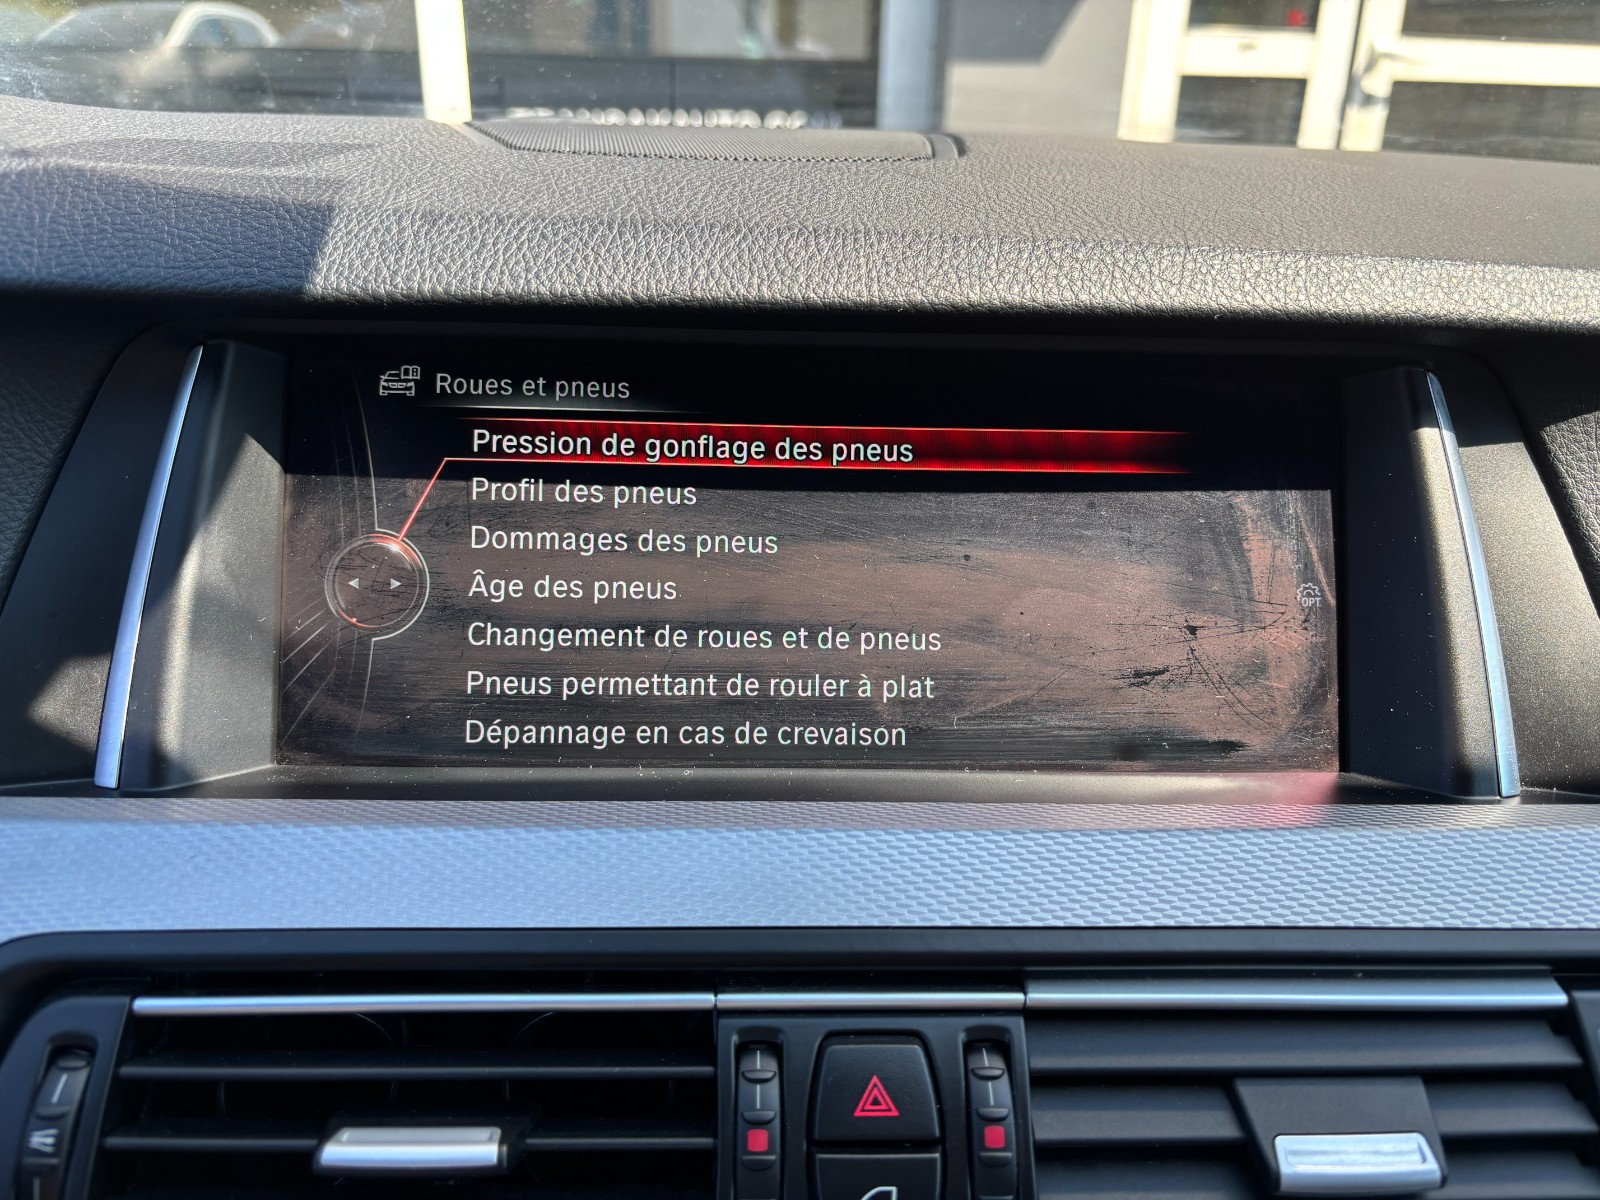 Roues et pneus
Pression de gonflage des pneus
Profil des pneus
Dommages des pneus
Âge des pneus
Changement de roues et de pneus
Pneus permettant de rouler à plat
Dépannage en cas de crevaison
OPT